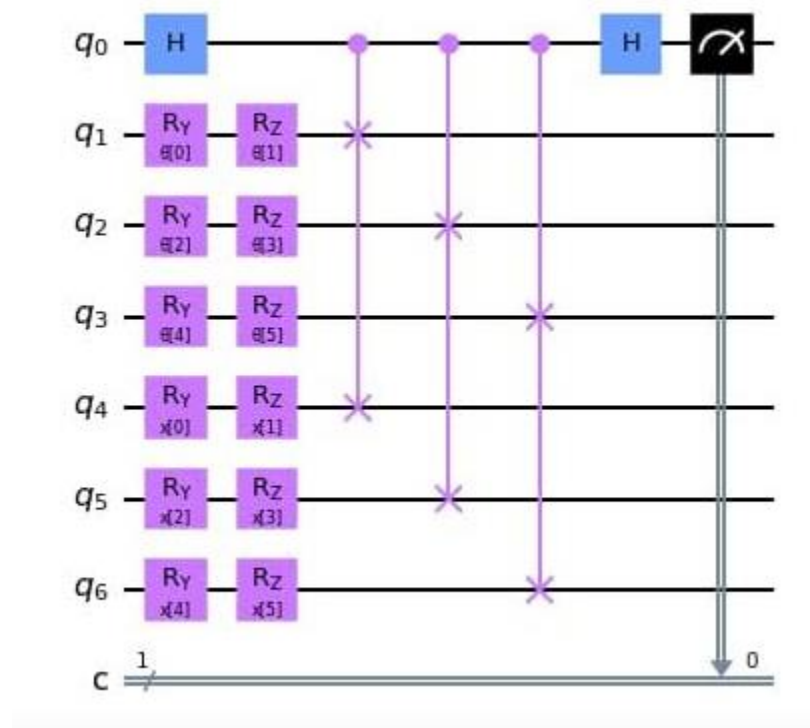 q0 H H
q1 RY θ[0] RZ θ[1]
q2 RY θ[2] RZ θ[3]
q3 RY θ[4] RZ θ[5]
q4 RY x[0] RZ x[1]
q5 RY x[2] RZ x[3]
q6 RY x[4] RZ x[5]
c 1 0